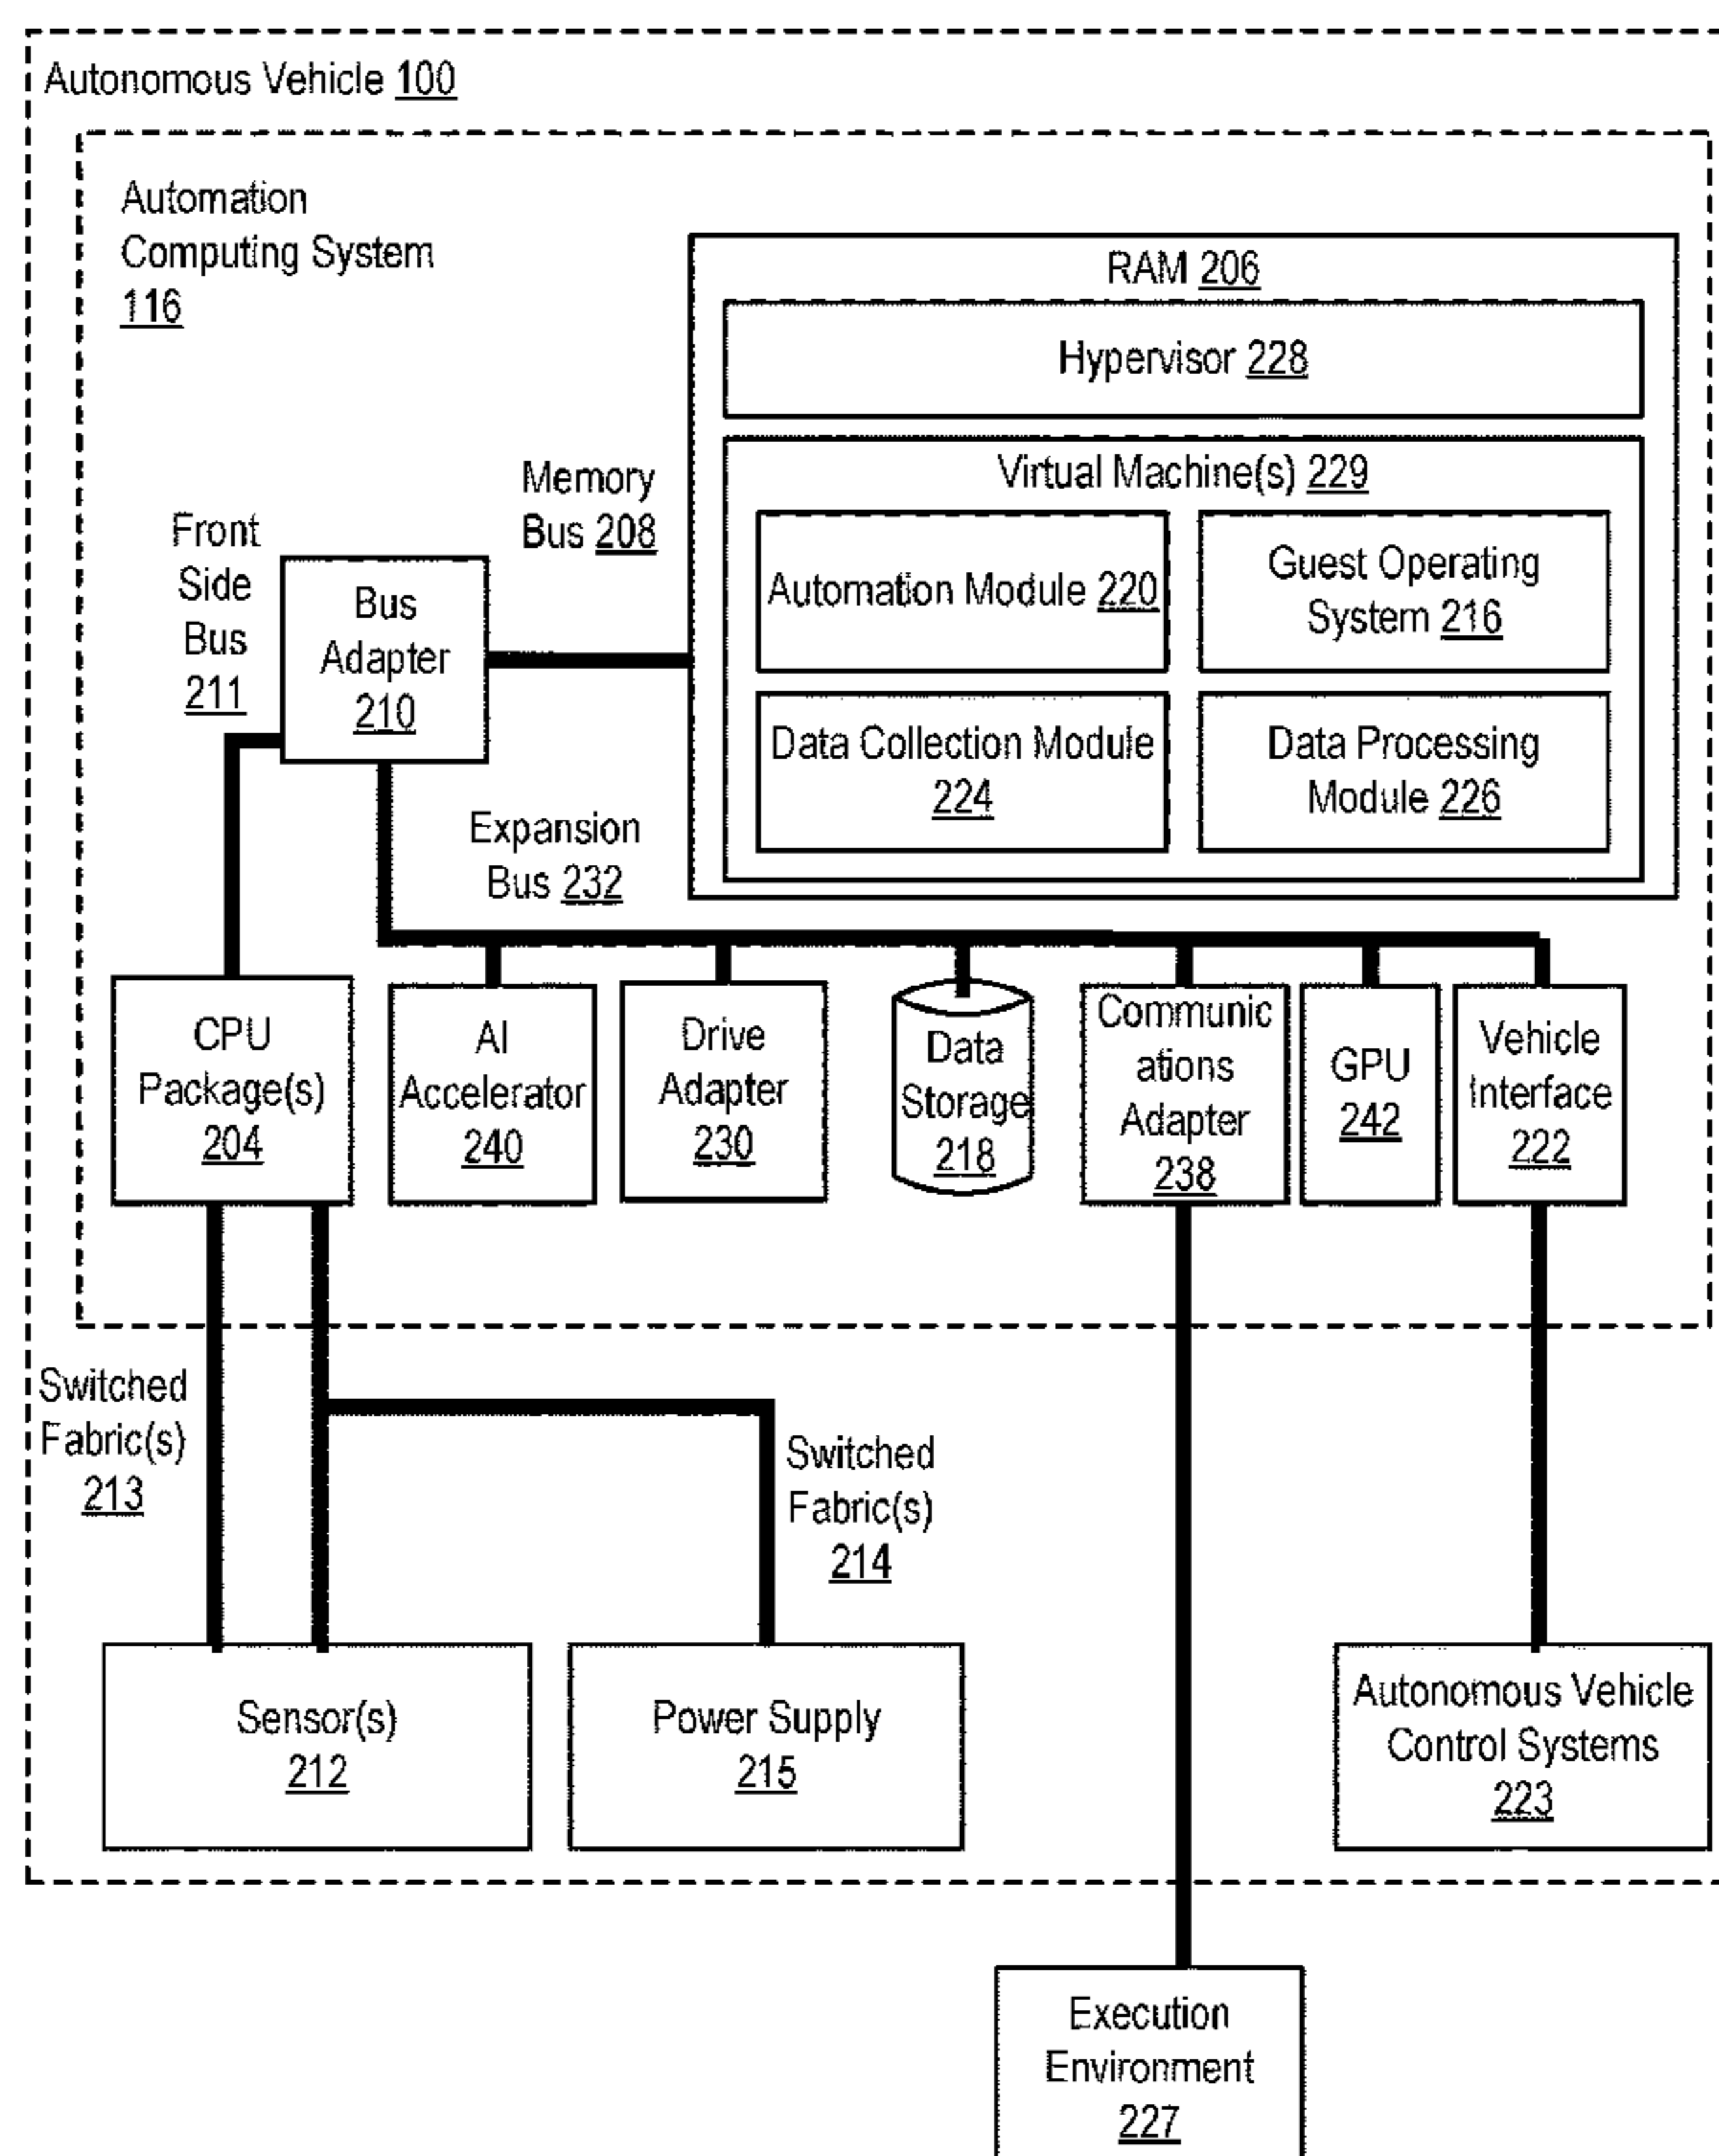 Autonomous Vehicle 100
Automation
Computing System
116
RAM 206
Hypervisor 228
Virtual Machine(s) 229
Automation Module 220
Guest Operating
System 216
Data Collection Module
224
Data Processing
Module 226
Memory
Bus 208
Front
Side
Bus
211
Bus
Adapter
210
Expansion
Bus 232
CPU
Package(s)
204
AI
Accelerator
240
Drive
Adapter
230
Data
Storage
218
Communic
ations
Adapter
238
GPU
242
Vehicle
Interface
222
Switched
Fabric(s)
213
Switched
Fabric(s)
214
Sensor(s)
212
Power Supply
215
Autonomous Vehicle
Control Systems
223
Execution
Environment
227